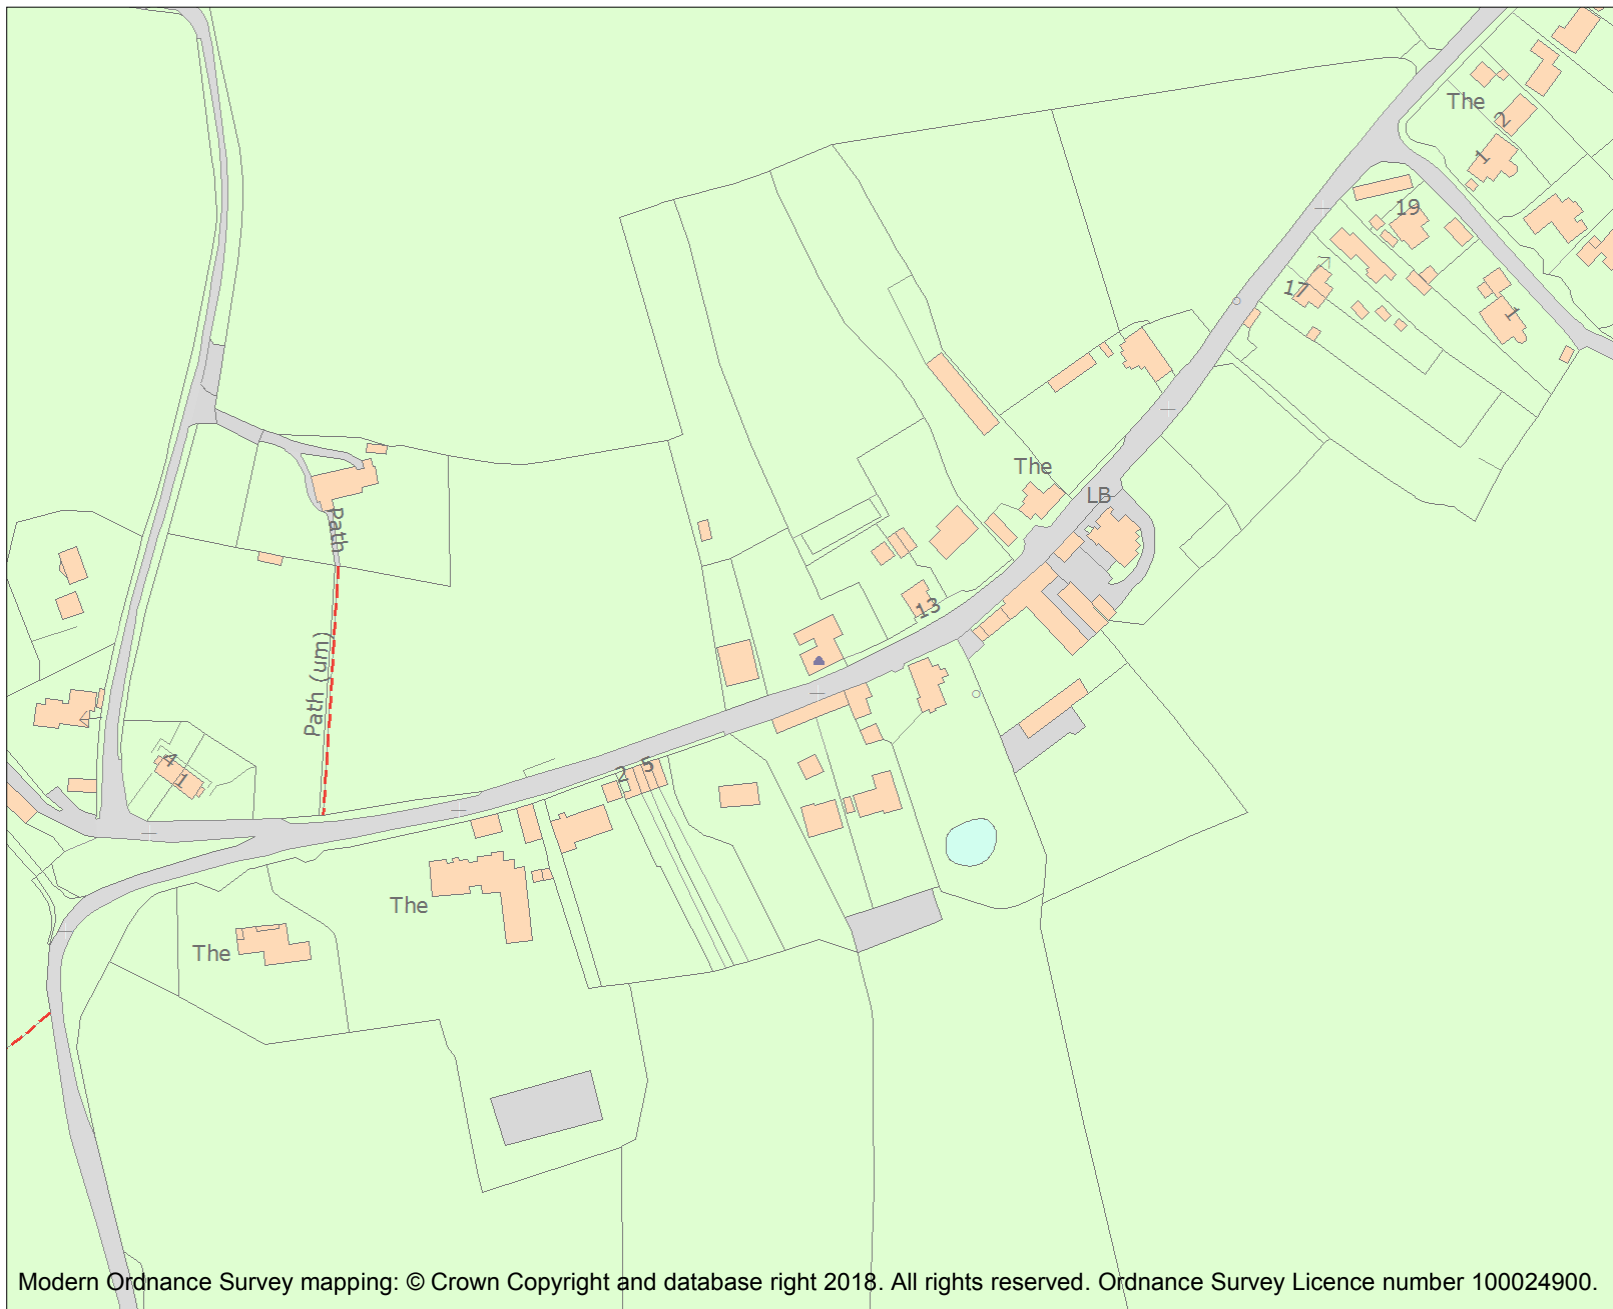 The
2
1
19
17
1
The
LB
Path
13
Path (um)
4
1
2
5
The
The
Modern Ordnance Survey mapping: © Crown Copyright and database right 2018. All rights reserved. Ordnance Survey Licence number 100024900.